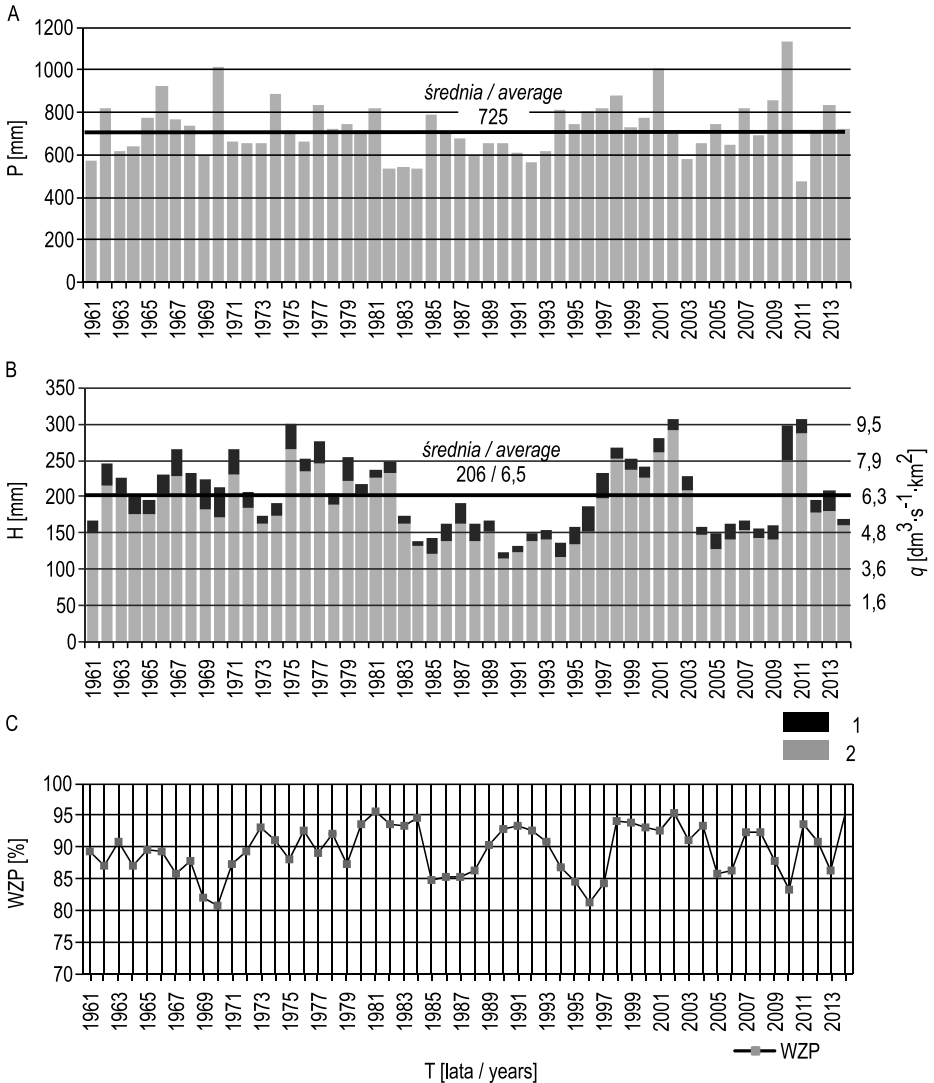 A
P [mm]
1200
1000
800
600
400
200
0
średnia / average
725
1961 1963 1965 1967 1969 1971 1973 1975 1977 1979 1981 1983 1985 1987 1989 1991 1993 1995 1997 1999 2001 2003 2005 2007 2009 2011 2013
B
H [mm]
350
300
250
200
150
100
50
0
średnia / average
206 / 6,5
9,5
7,9
6,3
4,8
3,6
1,6
q [dm³·s⁻¹·km²]
1961 1963 1965 1967 1969 1971 1973 1975 1977 1979 1981 1983 1985 1987 1989 1991 1993 1995 1997 1999 2001 2003 2005 2007 2009 2011 2013
1
2
C
WZP [%]
100
95
90
85
80
75
70
1961 1963 1965 1967 1969 1971 1973 1975 1977 1979 1981 1983 1985 1987 1989 1991 1993 1995 1997 1999 2001 2003 2005 2007 2009 2011 2013
WZP
T [lata / years]